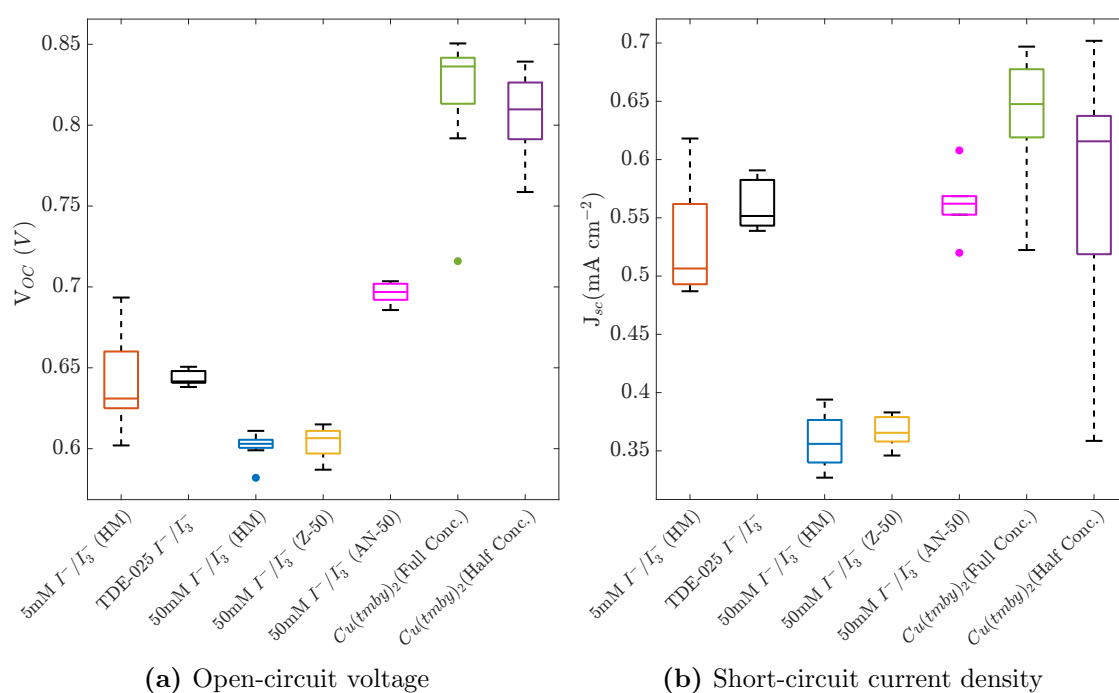 0.85
0.8
0.75
0.7
0.65
0.6
V_OC (V)
5mM I⁻/I₃⁻ (HM)
TDE-025 I⁻/I₃⁻
50mM I⁻/I₃⁻ (HM)
50mM I⁻/I₃⁻ (Z-50)
50mM I⁻/I₃⁻ (AN-50)
Cu(tmby)₂(Full Conc.)
Cu(tmby)₂(Half Conc.)
(a) Open-circuit voltage
0.7
0.65
0.6
0.55
0.5
0.45
0.4
0.35
J_sc(mA cm⁻²)
5mM I⁻/I₃⁻ (HM)
TDE-025 I⁻/I₃⁻
50mM I⁻/I₃⁻ (HM)
50mM I⁻/I₃⁻ (Z-50)
50mM I⁻/I₃⁻ (AN-50)
Cu(tmby)₂(Full Conc.)
Cu(tmby)₂(Half Conc.)
(b) Short-circuit current density